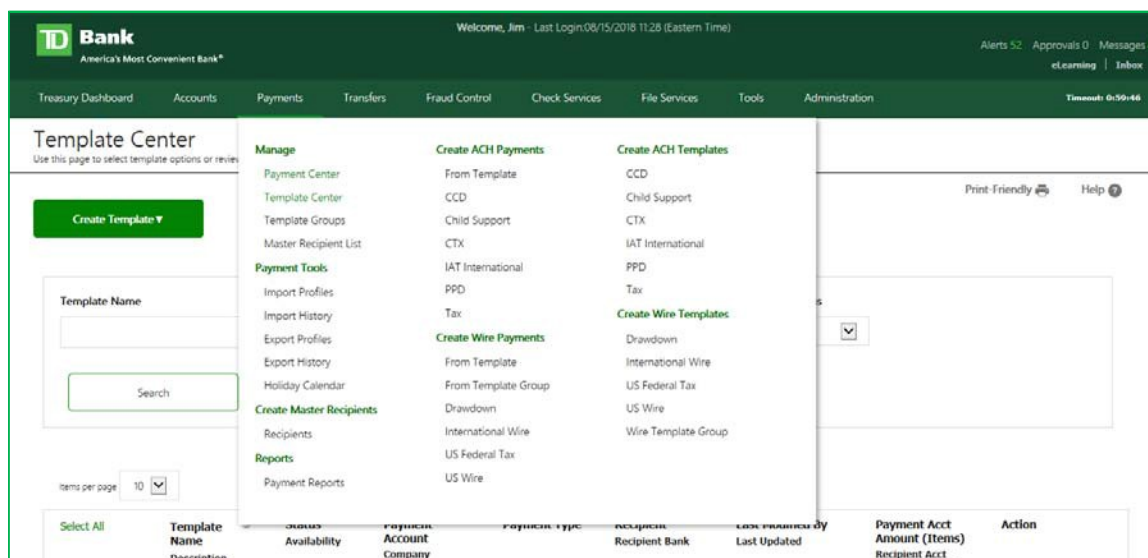 Welcome, Jim - Last Login:08/15/2018 11:28 (Eastern Time)
TD Bank
America's Most Convenient Bank®
Alerts 52 Approvals 0 Messages
eLearning | Inbox
Treasury Dashboard Accounts Payments Transfers Fraud Control Check Services File Services Tools Administration Timeout: 0:59:46
Template Center
Use this page to select template options or
Print-Friendly Help ?
Create Template ▼
Template Name
Search
Manage
Payment Center
Template Center
Template Groups
Master Recipient List
Payment Tools
Import Profiles
Import History
Export Profiles
Export History
Holiday Calendar
Create Master Recipients
Recipients
Reports
Payment Reports
Create ACH Payments
From Template
CCD
Child Support
CTX
IAT International
PPD
Tax
Create Wire Payments
From Template
From Template Group
Drawdown
International Wire
US Federal Tax
US Wire
Create ACH Templates
CCD
Child Support
CTX
IAT International
PPD
Tax
Create Wire Templates
Drawdown
International Wire
US Federal Tax
US Wire
Wire Template Group
Items per page 10
Select All Template Name Status Payment Account Payment Type Recipient Last Modified By Payment Acct Amount (Items) Action
Description Availability Company Recipient Bank Last Updated Recipient Acct